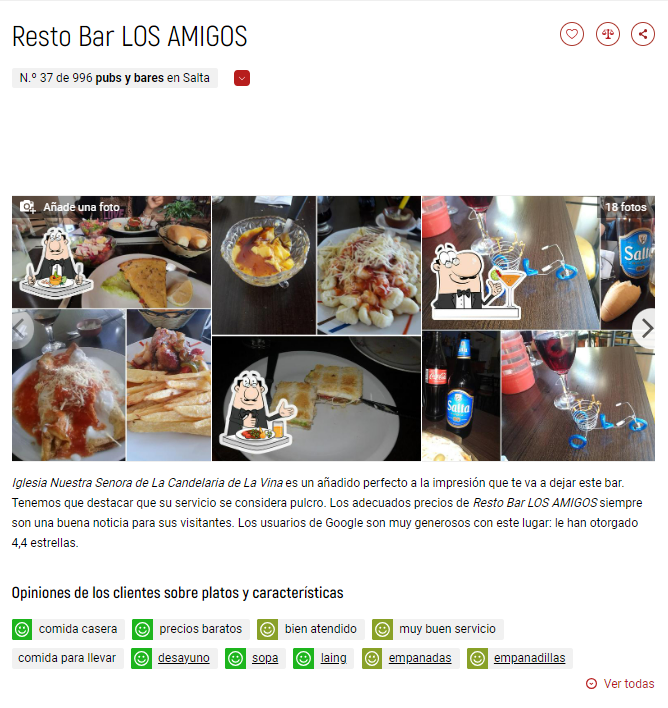 Resto Bar LOS AMIGOS
N.º 37 de 996 pubs y bares en Salta
Añade una foto
18 fotos
Salta
Salta
Iglesia Nuestra Senora de La Candelaria de La Vina es un añadido perfecto a la impresión que te va a dejar este bar.
Tenemos que destacar que su servicio se considera pulcro. Los adecuados precios de Resto Bar LOS AMIGOS siempre
son una buena noticia para sus visitantes. Los usuarios de Google son muy generosos con este lugar: le han otorgado
4,4 estrellas.
Opiniones de los clientes sobre platos y características
comida casera precios baratos bien atendido muy buen servicio
comida para llevar desayuno sopa laing empanadas empanadillas
Ver todas